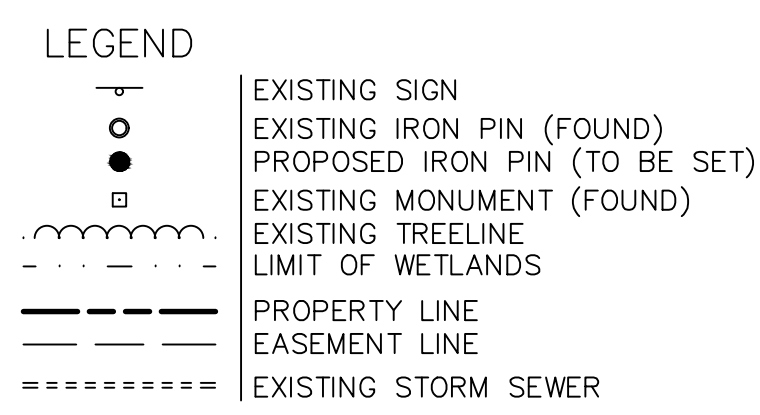 LEGEND
EXISTING SIGN
EXISTING IRON PIN (FOUND)
PROPOSED IRON PIN (TO BE SET)
EXISTING MONUMENT (FOUND)
EXISTING TREELINE
LIMIT OF WETLANDS
PROPERTY LINE
EASEMENT LINE
EXISTING STORM SEWER